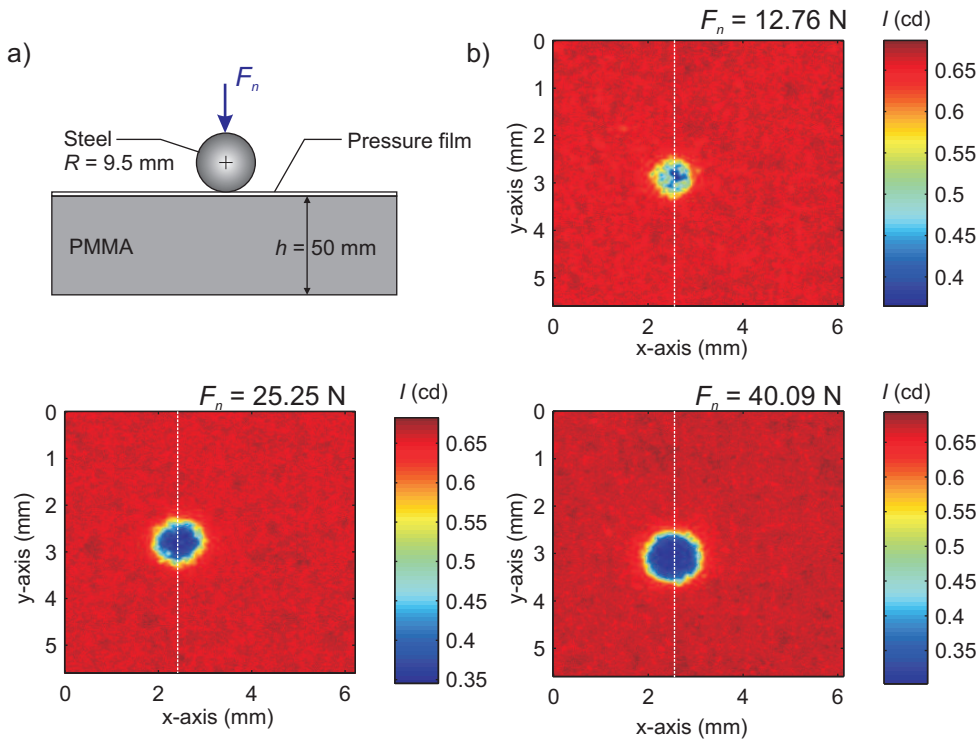 a)
F_n
Steel
R = 9.5 mm
Pressure film
PMMA
h = 50 mm
b)
F_n = 12.76 N
I (cd)
0
1
2
3
4
5
y-axis (mm)
0 2 4 6
x-axis (mm)
0.65
0.6
0.55
0.5
0.45
0.4
F_n = 25.25 N
I (cd)
0
1
2
3
4
5
y-axis (mm)
0 2 4 6
x-axis (mm)
0.65
0.6
0.55
0.5
0.45
0.4
0.35
F_n = 40.09 N
I (cd)
0
1
2
3
4
5
y-axis (mm)
0 2 4 6
x-axis (mm)
0.65
0.6
0.55
0.5
0.45
0.4
0.35